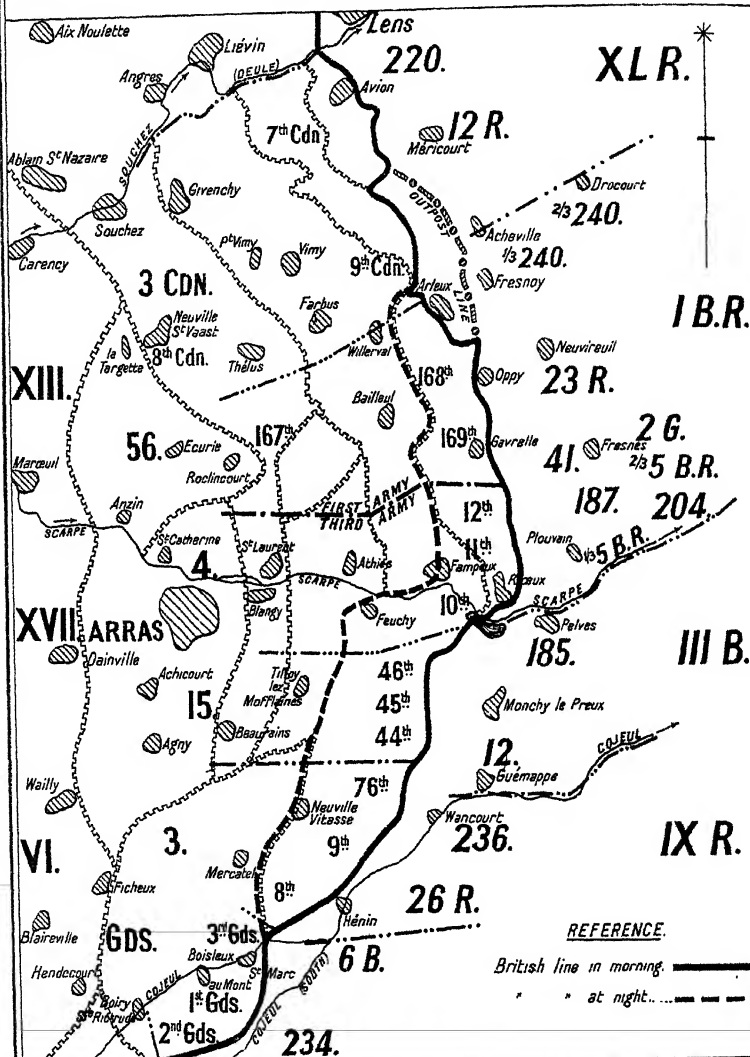 Aix Noulette
Liévin
Lens
(DEULE)
220.
XL R.
Angres
Avion
7th Cdn.
12 R.
Méricourt
Ablain St Nazaire
SOUCHEZ
Givenchy
Drocourt
2/3 240.
OUTPOST LINE
Souchez
Acheville
1/3 240.
Pt Vimy
Vimy
Carency
9th Cdn.
Fresnoy
3 CDN.
Arleux
I B.R.
Neuville St Vaast
Farbus
8th Cdn.
Willerval
la Targette
Thélus
Neuvireuil
168th
XIII.
Oppy
23 R.
Bailleul
2 G.
167th
169th
56.
Ecurie
Gavrelle
41.
Fresnes
2/3 5 B.R.
Roclincourt
Marœuil
187.
204.
FIRST ARMY
THIRD ARMY
12th
Anzin
SCARPE
11th
Plouvain
1/3 5 B.R.
St Catherine
St Laurent
Athies
4.
Fampoux
Rœux
SCARPE
Blangy
10th
SCARPE
Feuchy
XVII.
ARRAS
Pelves
185.
III B.
Dainville
46th
Achicourt
Tilloy lez Mofflaines
45th
15.
Monchy le Preux
Beaurains
44th
Agny
12.
COJEUL
Guémappe
76th
Wailly
Neuville Vitasse
Wancourt
236.
3.
9th
IX R.
VI.
Mercatel
Ficheux
8th
26 R.
Hénin
Blaireville
GDS.
3rd Gds.
REFERENCE.
6 B.
Boisleux
St Marc
British line in morning.
Hendecourt
au Mont
" " at night.....
COJEUL
1st Gds.
COJEUL (SOUTH)
Boiry
Ste Rictrude
2nd Gds.
234.